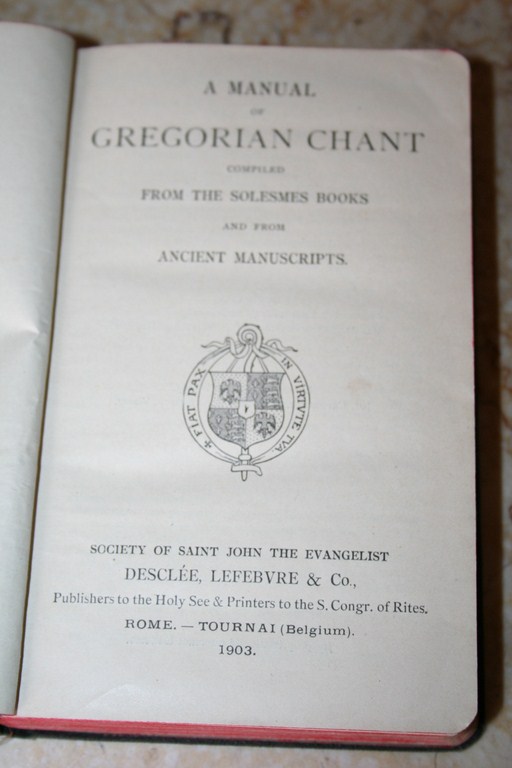 A MANUAL
OF
GREGORIAN CHANT
COMPILED
FROM THE SOLESMES BOOKS
AND FROM
ANCIENT MANUSCRIPTS.
+ FIAT PAX IN VIRTVTE TVA
SOCIETY OF SAINT JOHN THE EVANGELIST
DESCLÉE, LEFEBVRE & Co.,
Publishers to the Holy See & Printers to the S. Congr. of Rites.
ROME. — TOURNAI (Belgium).
1903.